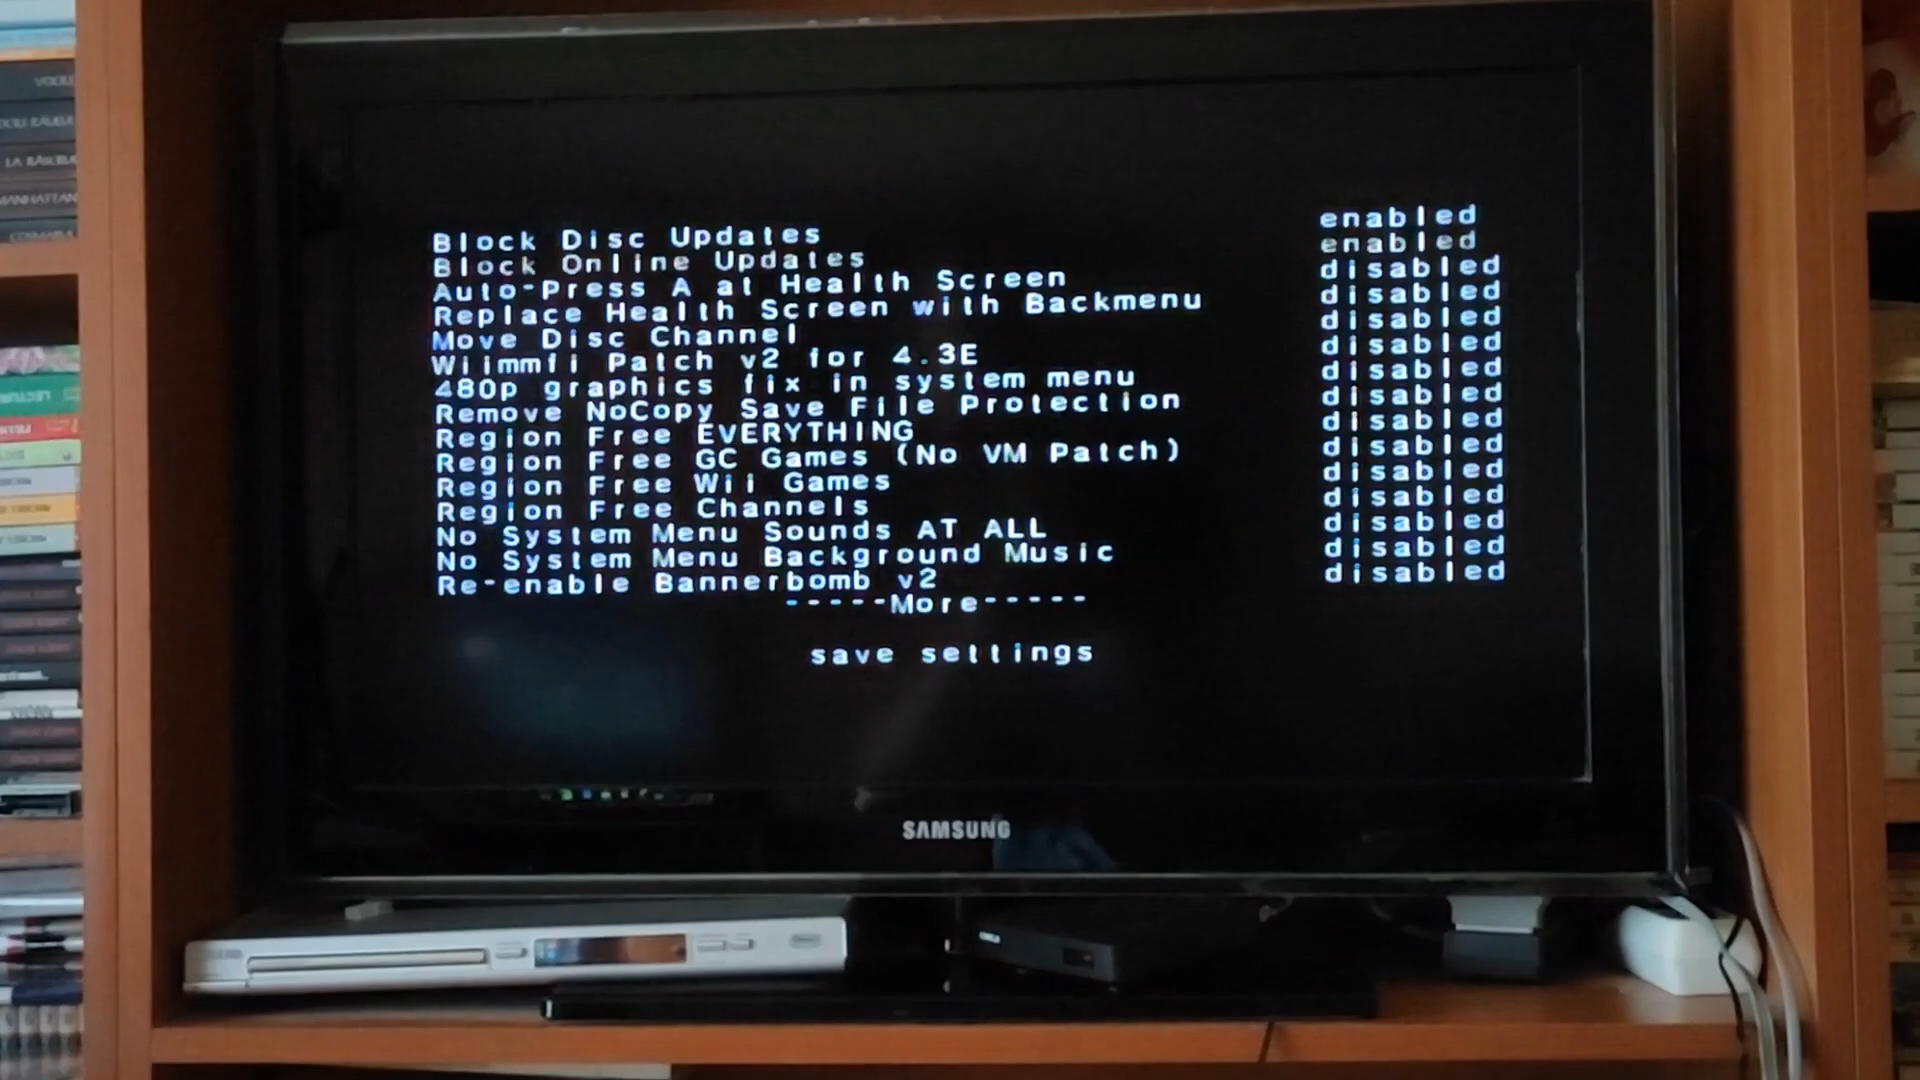 Block Disc Updates enabled
Block Online Updates enabled
Auto-Press A at Health Screen disabled
Replace Health Screen with Backmenu disabled
Move Disc Channel disabled
Wiimmfi Patch v2 for 4.3E disabled
480p graphics fix in system menu disabled
Remove NoCopy Save File Protection disabled
Region Free EVERYTHING disabled
Region Free GC Games (No VM Patch) disabled
Region Free Wii Games disabled
Region Free Channels disabled
No System Menu Sounds AT ALL disabled
No System Menu Background Music disabled
Re-enable Bannerbomb v2 disabled
-----More-----
save settings
SAMSUNG
MANHATTAN